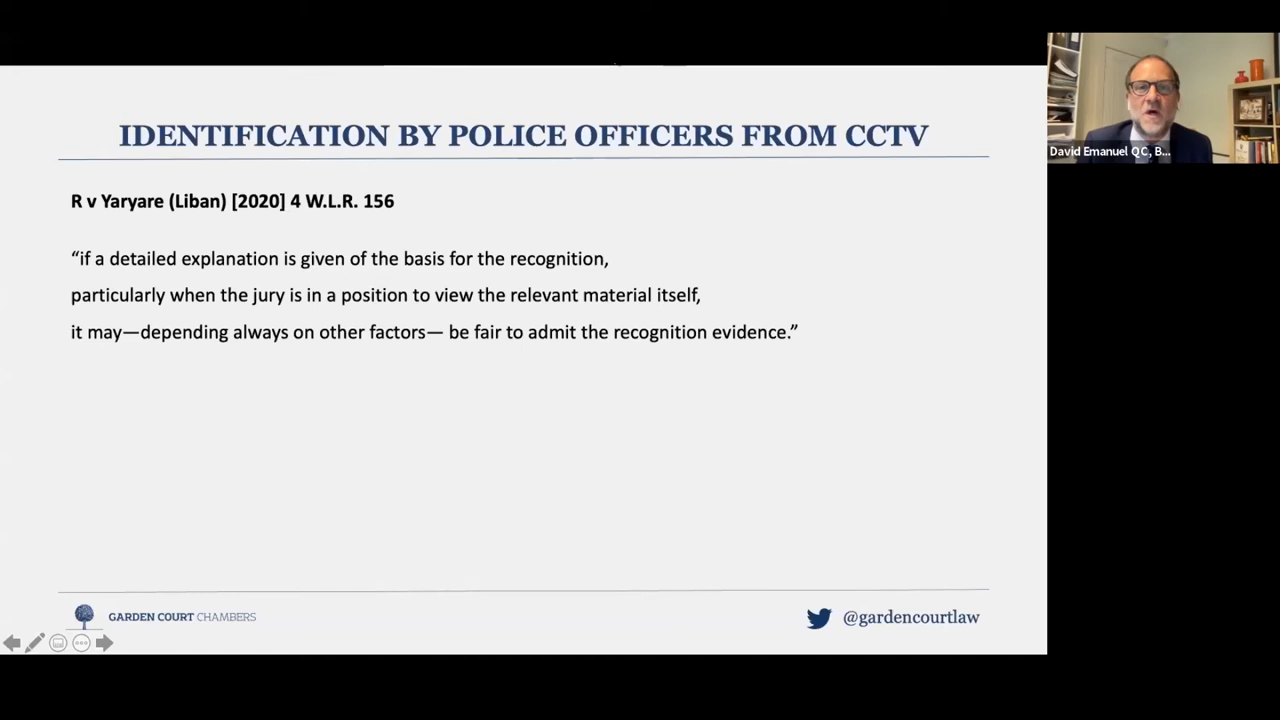 IDENTIFICATION BY POLICE OFFICERS FROM CCTV
R v Yaryare (Liban) [2020] 4 W.L.R. 156
“if a detailed explanation is given of the basis for the recognition,
particularly when the jury is in a position to view the relevant material itself,
it may—depending always on other factors— be fair to admit the recognition evidence.”
GARDEN COURT CHAMBERS
@gardencourtlaw
David Emanuel QC, B...